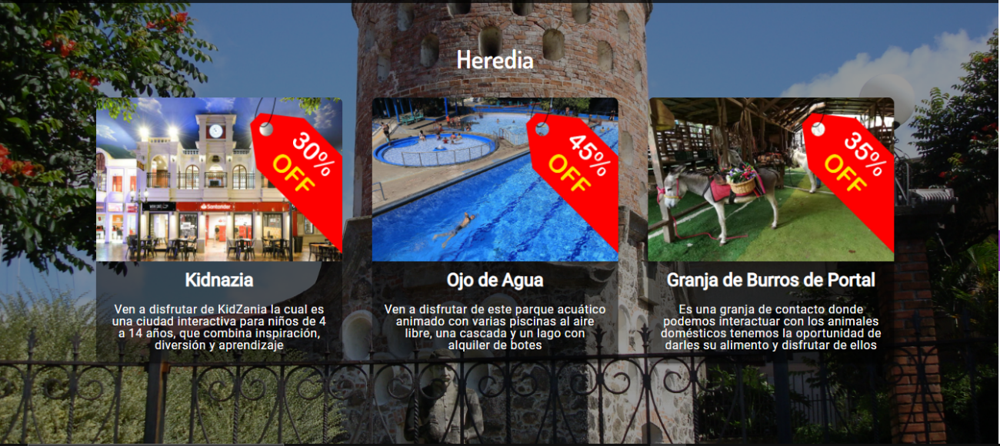 Heredia
30%
OFF
45%
OFF
35%
OFF
Santander
Kidnazia
Ojo de Agua
Granja de Burros de Portal
Ven a disfrutar de KidZania la cual es
una ciudad interactiva para niños de 4
a 14 años, que combina inspiración,
diversión y aprendizaje
Ven a disfrutar de este parque acuático
animado con varias piscinas al aire
libre, una cascada y un lago con
alquiler de botes
Es una granja de contacto donde
podemos interactuar con los animales
domésticos tenemos la oportunidad de
darles su alimento y disfrutar de ellos